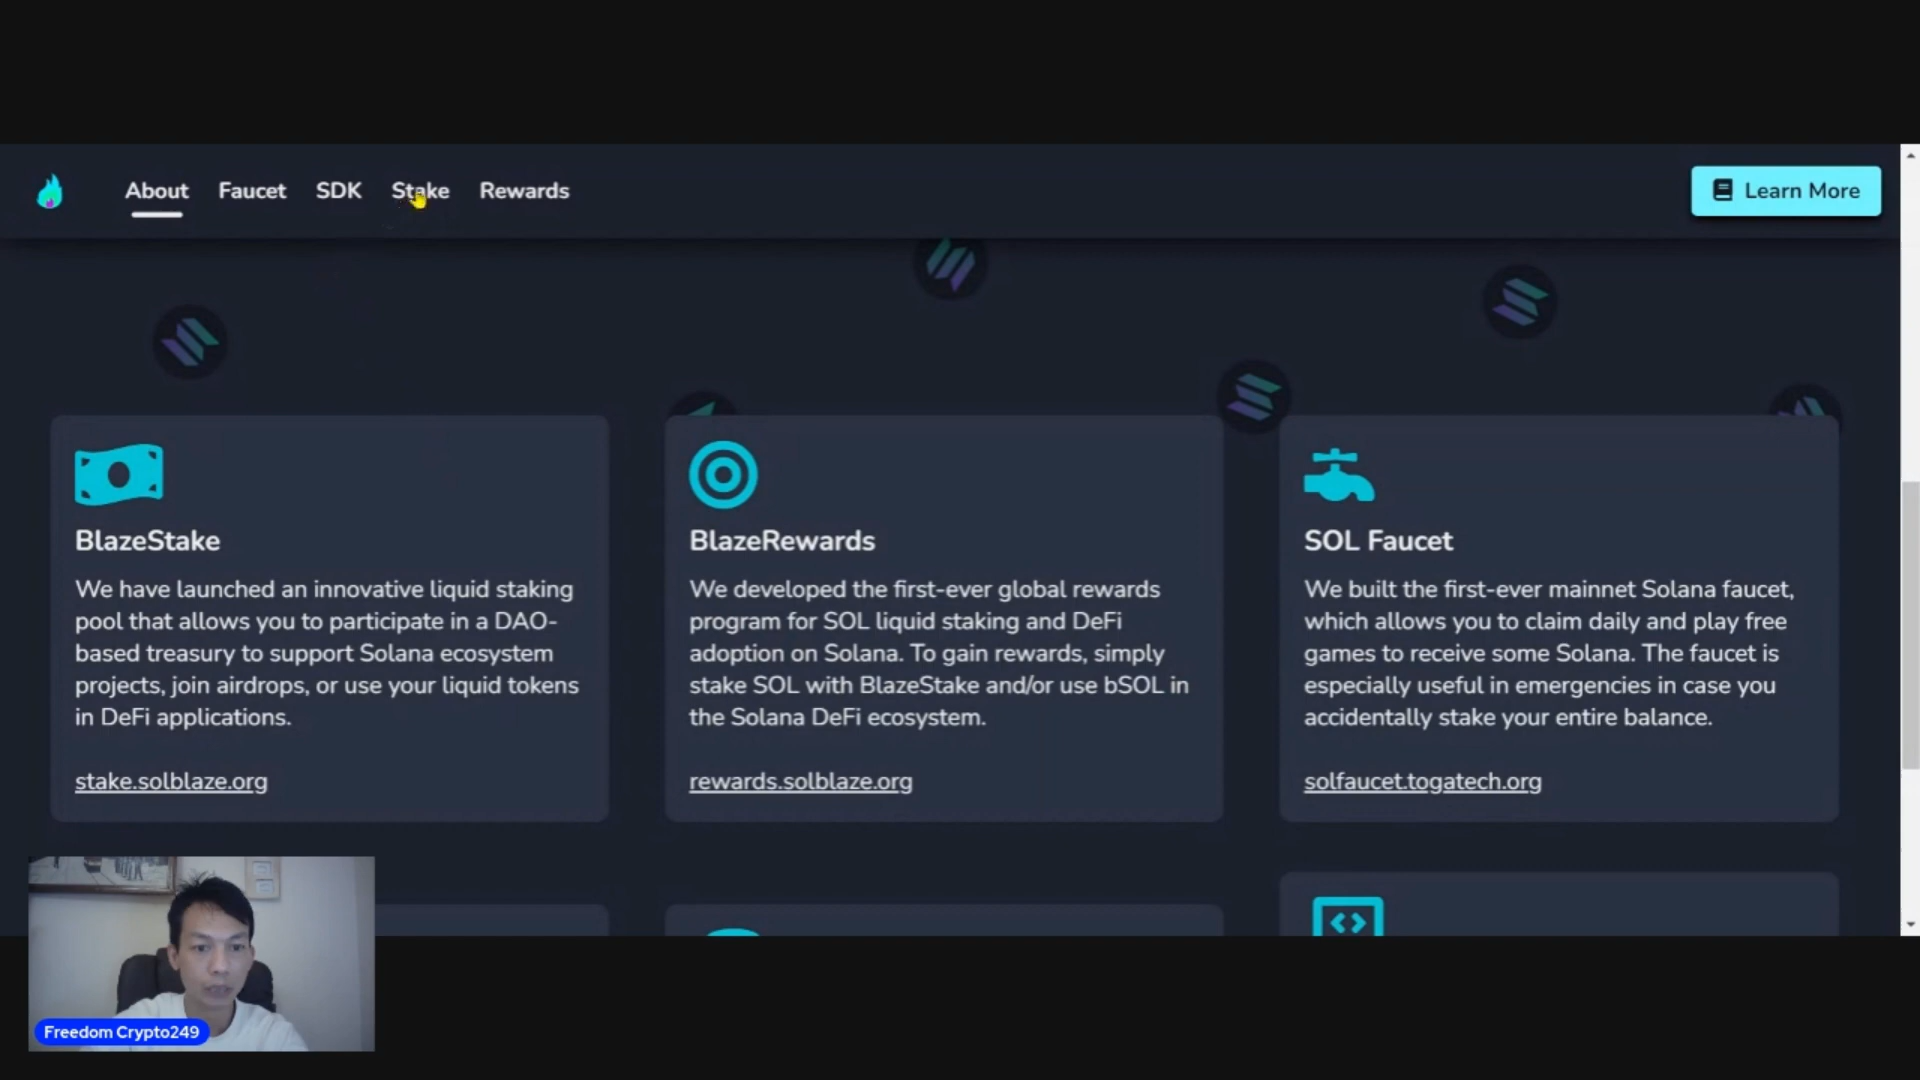 About Faucet SDK Stake Rewards Learn More
BlazeStake
We have launched an innovative liquid staking
pool that allows you to participate in a DAO-
based treasury to support Solana ecosystem
projects, join airdrops, or use your liquid tokens
in DeFi applications.
stake.solblaze.org
BlazeRewards
We developed the first-ever global rewards
program for SOL liquid staking and DeFi
adoption on Solana. To gain rewards, simply
stake SOL with BlazeStake and/or use bSOL in
the Solana DeFi ecosystem.
rewards.solblaze.org
SOL Faucet
We built the first-ever mainnet Solana faucet,
which allows you to claim daily and play free
games to receive some Solana. The faucet is
especially useful in emergencies in case you
accidentally stake your entire balance.
solfaucet.togatech.org
Freedom Crypto249